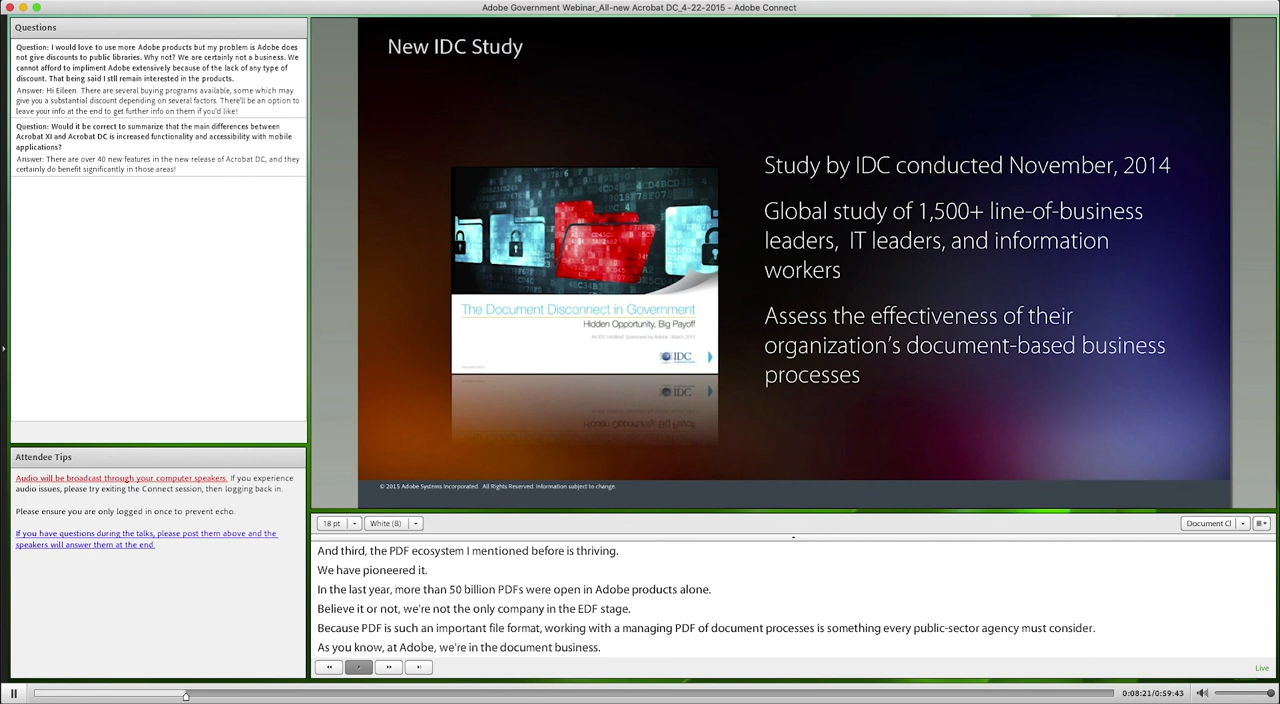 Adobe Government Webinar_All-new Acrobat DC_4-22-2015 - Adobe Connect
Questions
Question: I would love to use more Adobe products but my problem is Adobe does
not give discounts to public libraries. Why not? We are certainly not a business. We
cannot afford to impliment Adobe extensively because of the lack of any type of
discount. That being said I stll remain interested in the products.
Answer: Hi Eileen. There are several buying programs available, some which may
give you a substantial discount depending on several factors. There'll be an option to
leave your info at the end to get further info on them if you'd like!
Question: Would it be correct to summarize that the main differences between
Acrobat XI and Acrobat DC is increased functionality and accessibility with mobile
applications?
Answer: There are over 40 new features in the new release of Acrobat DC, and they
certainly do benefit significantly in those areas!
Attendee Tips
Audio will be broadcast through your computer speakers. If you experience
audio issues, please try exiting the Connect session, then logging back in.
Please ensure you are only logged in once to prevent echo.
If you have questions during the talks, please post them above and the
speakers will answer them at the end.
New IDC Study
The Document Disconnect in Government
Hidden Opportunity, Big Payoff
An IDC InfoBrief, Sponsored by Adobe | March 2015
IDC
Study by IDC conducted November, 2014
Global study of 1,500+ line-of-business
leaders, IT leaders, and information
workers
Assess the effectiveness of their
organization's document-based business
processes
© 2015 Adobe Systems Incorporated. All Rights Reserved. Information subject to change.
18 pt
White (B)
Document Cl
And third, the PDF ecosystem I mentioned before is thriving.
We have pioneered it.
In the last year, more than 50 billion PDFs were open in Adobe products alone.
Believe it or not, we're not the only company in the EDF stage.
Because PDF is such an important file format, working with a managing PDF of document processes is something every public-sector agency must consider.
As you know, at Adobe, we're in the document business.
Live
0:08:21/0:59:43